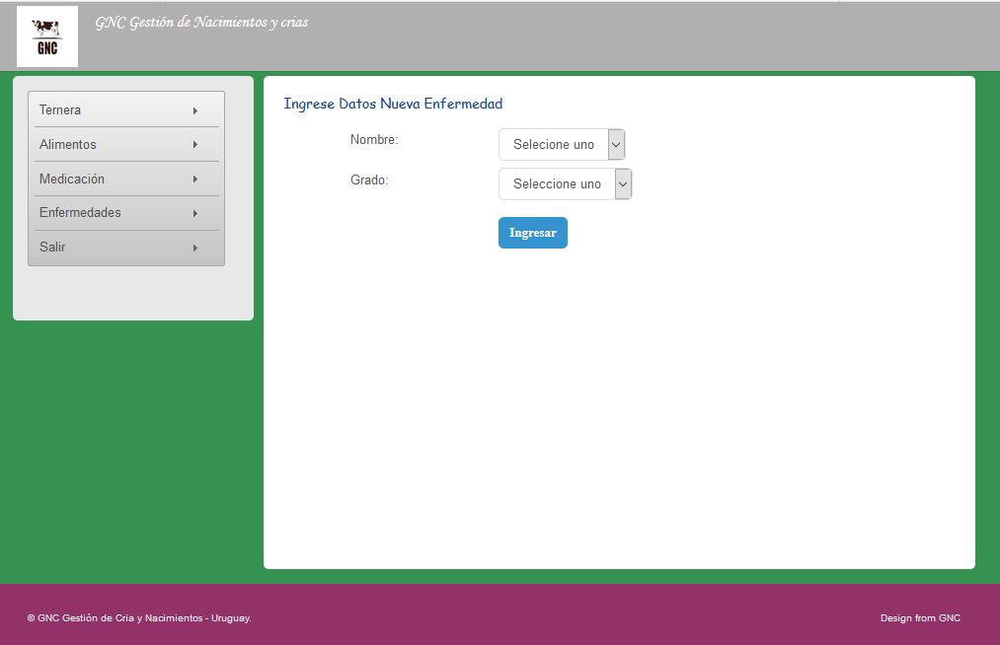 GNC
GNC Gestión de Nacimientos y crias
Ternera
Alimentos
Medicación
Enfermedades
Salir
Ingrese Datos Nueva Enfermedad
Nombre:
Selecione uno
Grado:
Seleccione uno
Ingresar
© GNC Gestión de Cria y Nacimientos - Uruguay.
Design from GNC